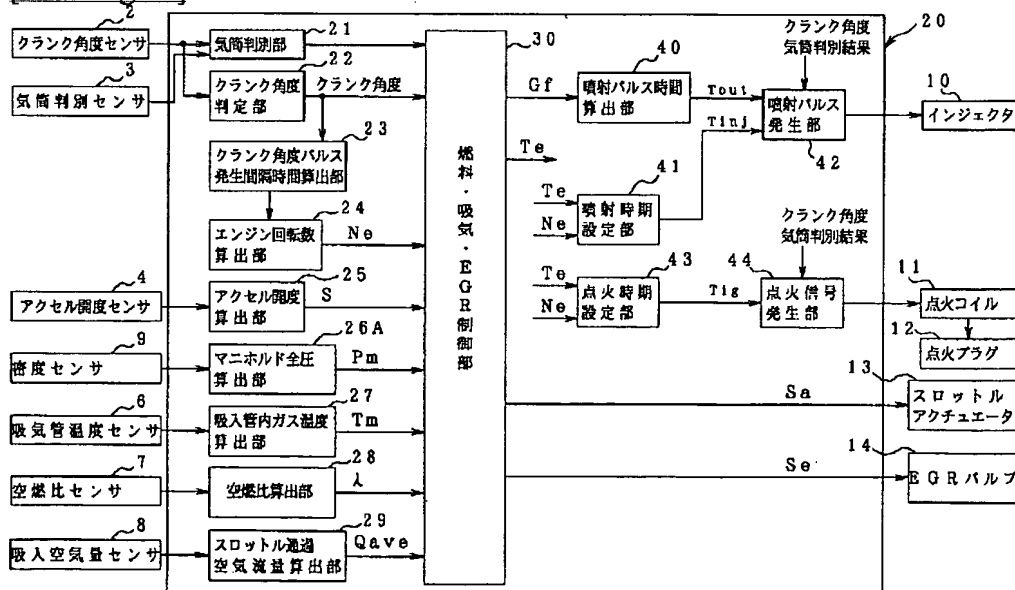 2
クランク角度センサ
3
気筒判別センサ
4
アクセル開度センサ
9
密度センサ
6
吸気管温度センサ
7
空燃比センサ
8
吸入空気量センサ
21
気筒判別部
22
クランク角度
判定部
クランク角度
23
クランク角度パルス
発生間隔時間算出部
24
エンジン回転数
算出部
Ne
25
アクセル開度
算出部
S
26A
マニホルド全圧
算出部
Pm
27
吸入管内ガス温度
算出部
Tm
28
空燃比算出部
λ
29
スロットル通過
空気流量算出部
Qave
30
燃料・吸気・EGR制御部
Gf
Te
40
噴射パルス時間
算出部
Tout
Tinj
クランク角度
気筒判別結果
噴射パルス
発生部
42
Te
Ne
41
噴射時期
設定部
Te
Ne
43
点火時期
設定部
Tig
クランク角度
気筒判別結果
44
点火信号
発生部
Sa
Se
20
10
インジェクタ
11
点火コイル
12
点火プラグ
13
スロットル
アクチュエータ
14
EGRバルブ